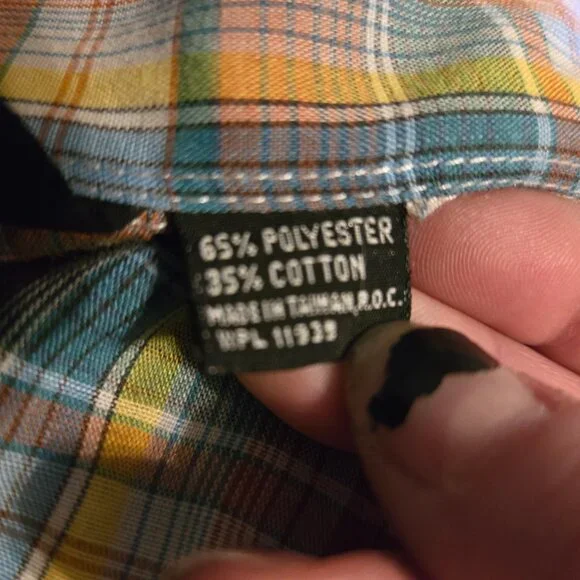 65% POLYESTER
35% COTTON
MADE IN TAIWAN, R.O.C.
WPL 11939